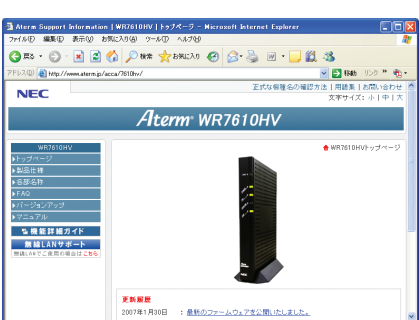 Aterm Support Information | WR7610HV | トップページ - Microsoft Internet Explorer
ファイル(F) 編集(E) 表示(V) お気に入り(A) ツール(T) ヘルプ(H)
戻る 検索 お気に入り
アドレス(D) http://www.aterm.jp/acca/7610hv/ 移動 リンク
NEC
正式な機種名の確認方法 | 用語集 | お問い合わせ
文字サイズ: 小 | 中 | 大
Aterm WR7610HV
WR7610HV
トップページ
製品仕様
各部名称
FAQ
バージョンアップ
マニュアル
機能詳細ガイド
無線LANサポート
無線LANでご使用の場合はこちら
WR7610HVトップページ
更新履歴
2007年1月30日 : 最新のファームウェアを公開いたしました。